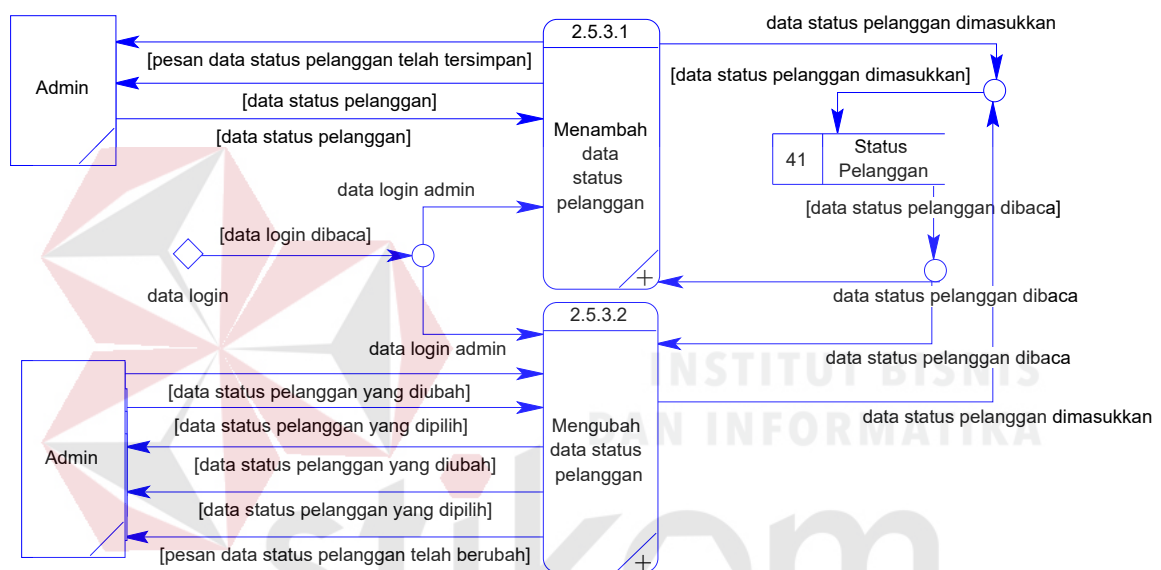 data status pelanggan dimasukkan
2.5.3.1
[pesan data status pelanggan telah tersimpan]
[data status pelanggan dimasukkan]
Admin
[data status pelanggan]
[data status pelanggan]
Menambah
data
status
pelanggan
41
Status
Pelanggan
data login admin
[data status pelanggan dibaca]
[data login dibaca]
data login
data status pelanggan dibaca
2.5.3.2
data login admin
data status pelanggan dibaca
INSTITUT BISNIS
DAN INFORMATIKA
stikom
[data status pelanggan yang diubah]
data status pelanggan dimasukkan
[data status pelanggan yang dipilih]
Mengubah
data status
pelanggan
Admin
[data status pelanggan yang diubah]
[data status pelanggan yang dipilih]
[pesan data status pelanggan telah berubah]